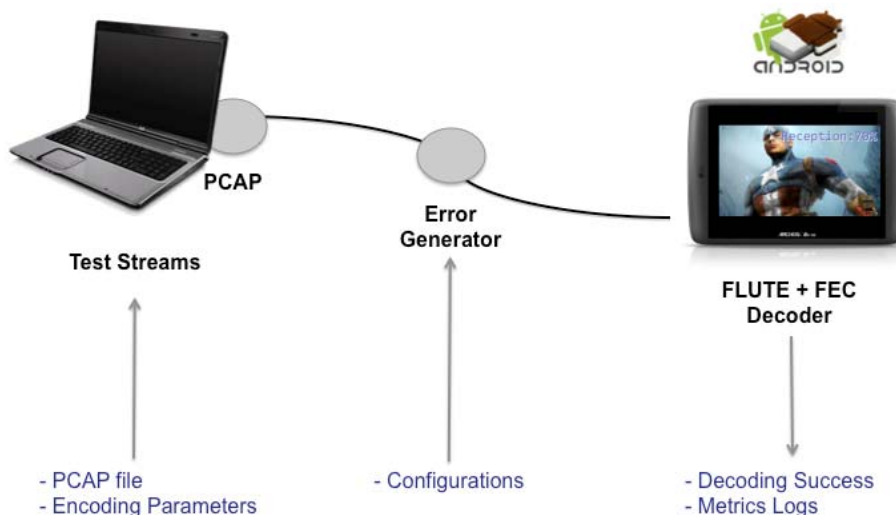 ANDROID
Reception:70%
PCAP
Error
Generator
Test Streams
FLUTE + FEC
Decoder
- PCAP file
- Encoding Parameters
- Configurations
- Decoding Success
- Metrics Logs